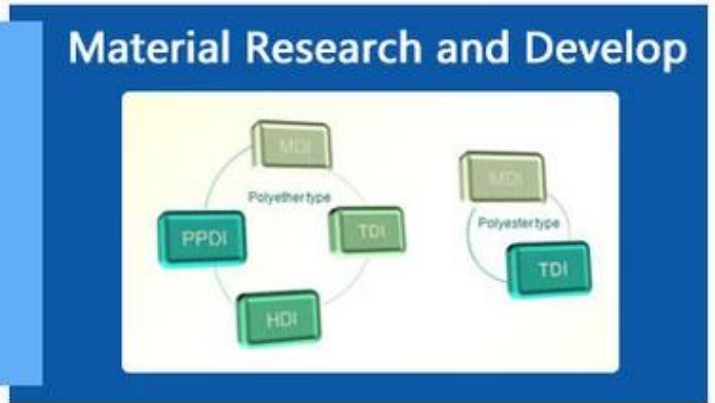 Material Research and Develop
MDI
Polyether type
PPDI
TDI
HDI
MDI
Polyester type
TDI